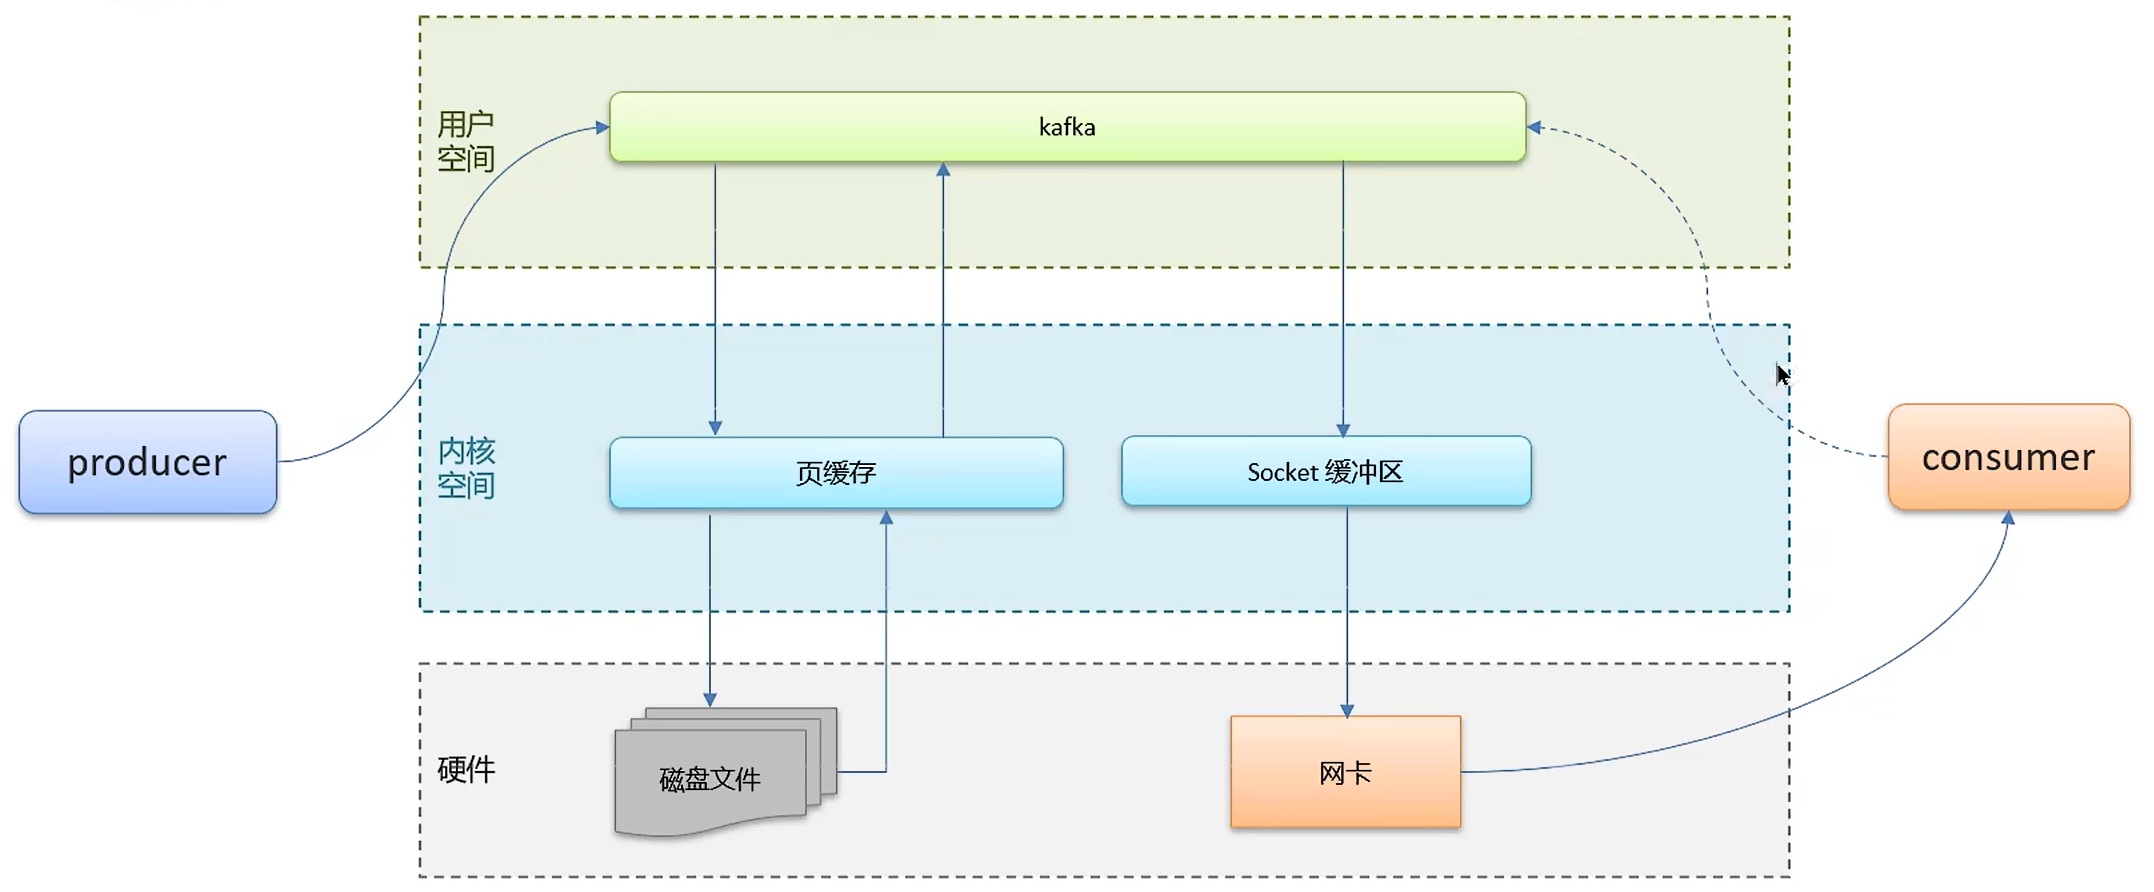 用户
空间
kafka
producer
内核
空间
页缓存
Socket 缓冲区
consumer
硬件
磁盘文件
网卡